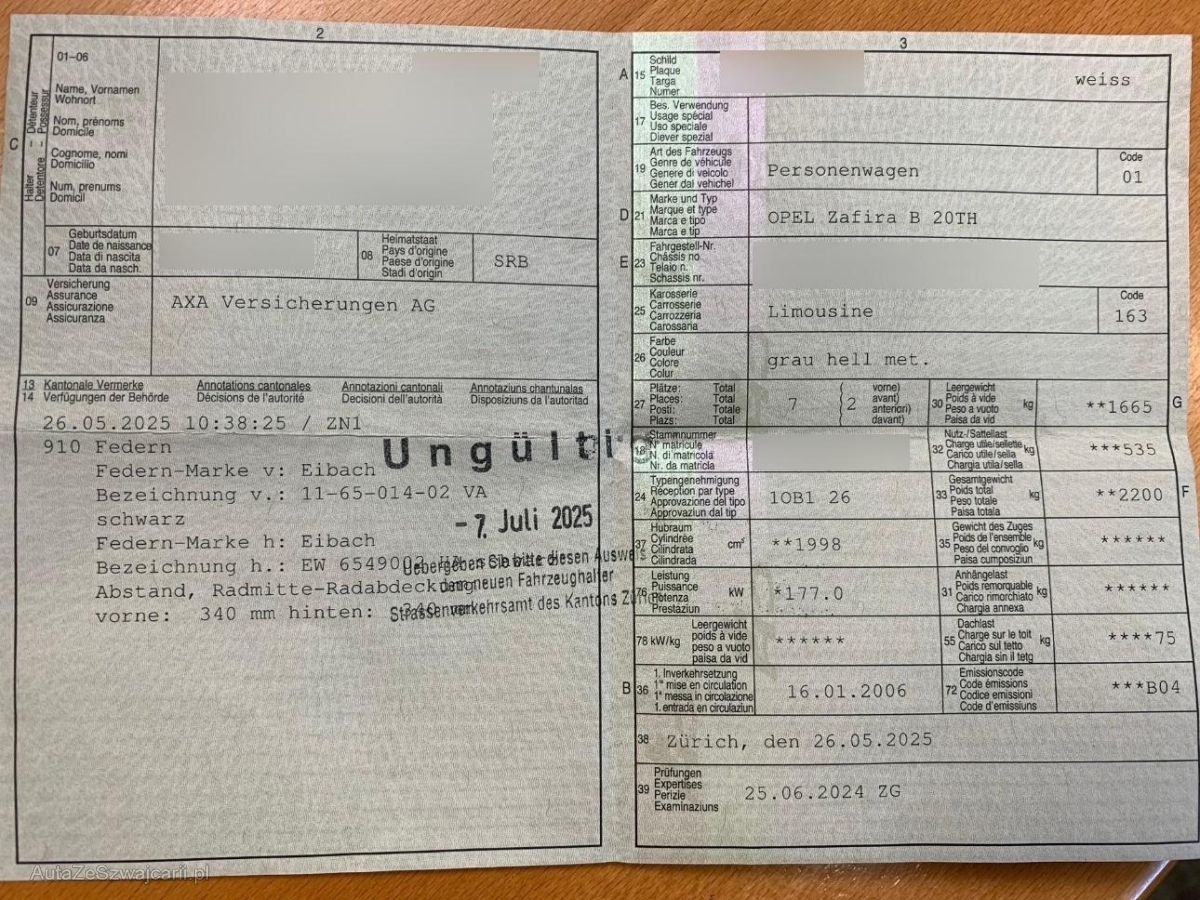 2
01–06
Halter – Détenteur
Detentore – Possessur
C
Name, Vornamen
Wohnort
Nom, prénoms
Domicile
Cognome, nomi
Domicilio
Num, prenums
Domicil
07
Geburtsdatum
Date de naissance
Data di nascita
Data da nasch.
08
Heimatstaat
Pays d'origine
Paese d'origine
Stadi d'origin
SRB
09
Versicherung
Assurance
Assicurazione
Assicuranza
AXA Versicherungen AG
13 Kantonale Vermerke Annotations cantonales Annotazioni cantonali Annotaziuns chantunalas
14 Verfügungen der Behörde Décisions de l'autorité Decisioni dell'autorità Disposiziuns da l'autoritad
26.05.2025 10:38:25 / ZN1
910 Federn
Federn-Marke v: Eibach
Bezeichnung v.: 11-65-014-02 VA
schwarz
Federn-Marke h: Eibach
Bezeichnung h.: EW 65490
Abstand, Radmitte-Radabdeckung
vorne: 340 mm hinten:
Ungültig
- 7. Juli 2025
Uebergeben Sie bitte diesen Ausweis
dem neuen Fahrzeughalter
Strassenverkehrsamt des Kantons Zürich
3
A 15
Schild
Plaque
Targa
Numer
weiss
17
Bes. Verwendung
Usage spécial
Uso speciale
Diever spezial
19
Art des Fahrzeugs
Genre de véhicule
Genere di veicolo
Gener dal vehichel
Personenwagen
Code
01
D 21
Marke und Typ
Marque et type
Marca e tipo
Marca e tip
OPEL Zafira B 20TH
E 23
Fahrgestell-Nr.
Châssis no
Telaio n.
Schassis nr.
25
Karosserie
Carrosserie
Carrozzeria
Carossaria
Limousine
Code
163
26
Farbe
Couleur
Colore
Colur
grau hell met.
27
Plätze: Total
Places: Total
Posti: Totale
Plazs: Total
7
2
vorne)
avant)
anteriori)
davant)
30
Leergewicht
Poids à vide
Peso a vuoto
Paisa da vid
kg
**1665
G
18
Stammnummer
N° matricule
N. di matricola
Nr. da matricla
32
Nutz-/Sattellast
Charge utile/sellette
Carico utile/sella
Chargia utila/sella
kg
***535
24
Typengenehmigung
Réception par type
Approvazione del tipo
Approvaziun dal tip
1OB1 26
33
Gesamtgewicht
Poids total
Peso totale
Paisa totala
kg
**2200
F
37
Hubraum
Cylindrée
Cilindrata
Cilindrada
cm³
**1998
35
Gewicht des Zuges
Poids de l'ensemble
Peso del convoglio
Paisa cumposiziun
kg
******
76
Leistung
Puissance
Potenza
Prestaziun
kW
*177.0
31
Anhängelast
Poids remorquable
Carico rimorchiato
Chargia annexa
kg
******
78 kW/kg
Leergewicht
poids à vide
peso a vuoto
paisa da vid
******
55
Dachlast
Charge sur le toit
Carico sul tetto
Chargia sin il tetg
kg
****75
B 36
1. Inverkehrsetzung
1re mise en circulation
1a messa in circolazione
1. entrada en circulaziun
16.01.2006
72
Emissionscode
Code émissions
Codice emissioni
Code d'emissiuns
***B04
38
Zürich, den 26.05.2025
39
Prüfungen
Expertises
Perizie
Examinaziuns
25.06.2024 ZG
AutaZeSzwajcarii.pl